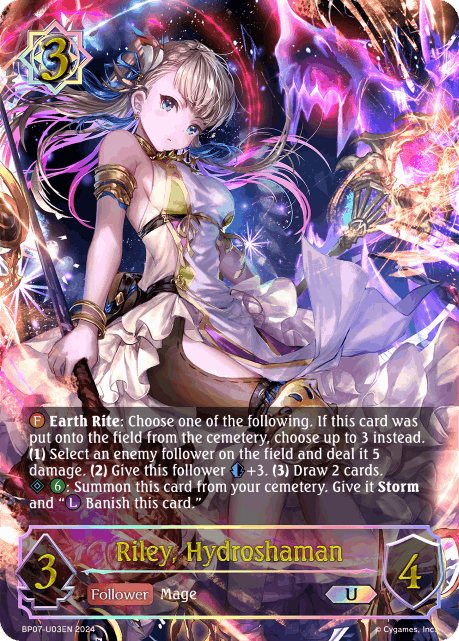 3
F Earth Rite: Choose one of the following. If this card was
put onto the field from the cemetery, choose up to 3 instead.
(1) Select an enemy follower on the field and deal it 5
damage. (2) Give this follower +3. (3) Draw 2 cards.
6: Summon this card from your cemetery. Give it Storm
and “L Banish this card.”
Riley, Hydroshaman
3
4
Follower Mage
U
BP07-U03EN 2024
© Cygames, Inc.